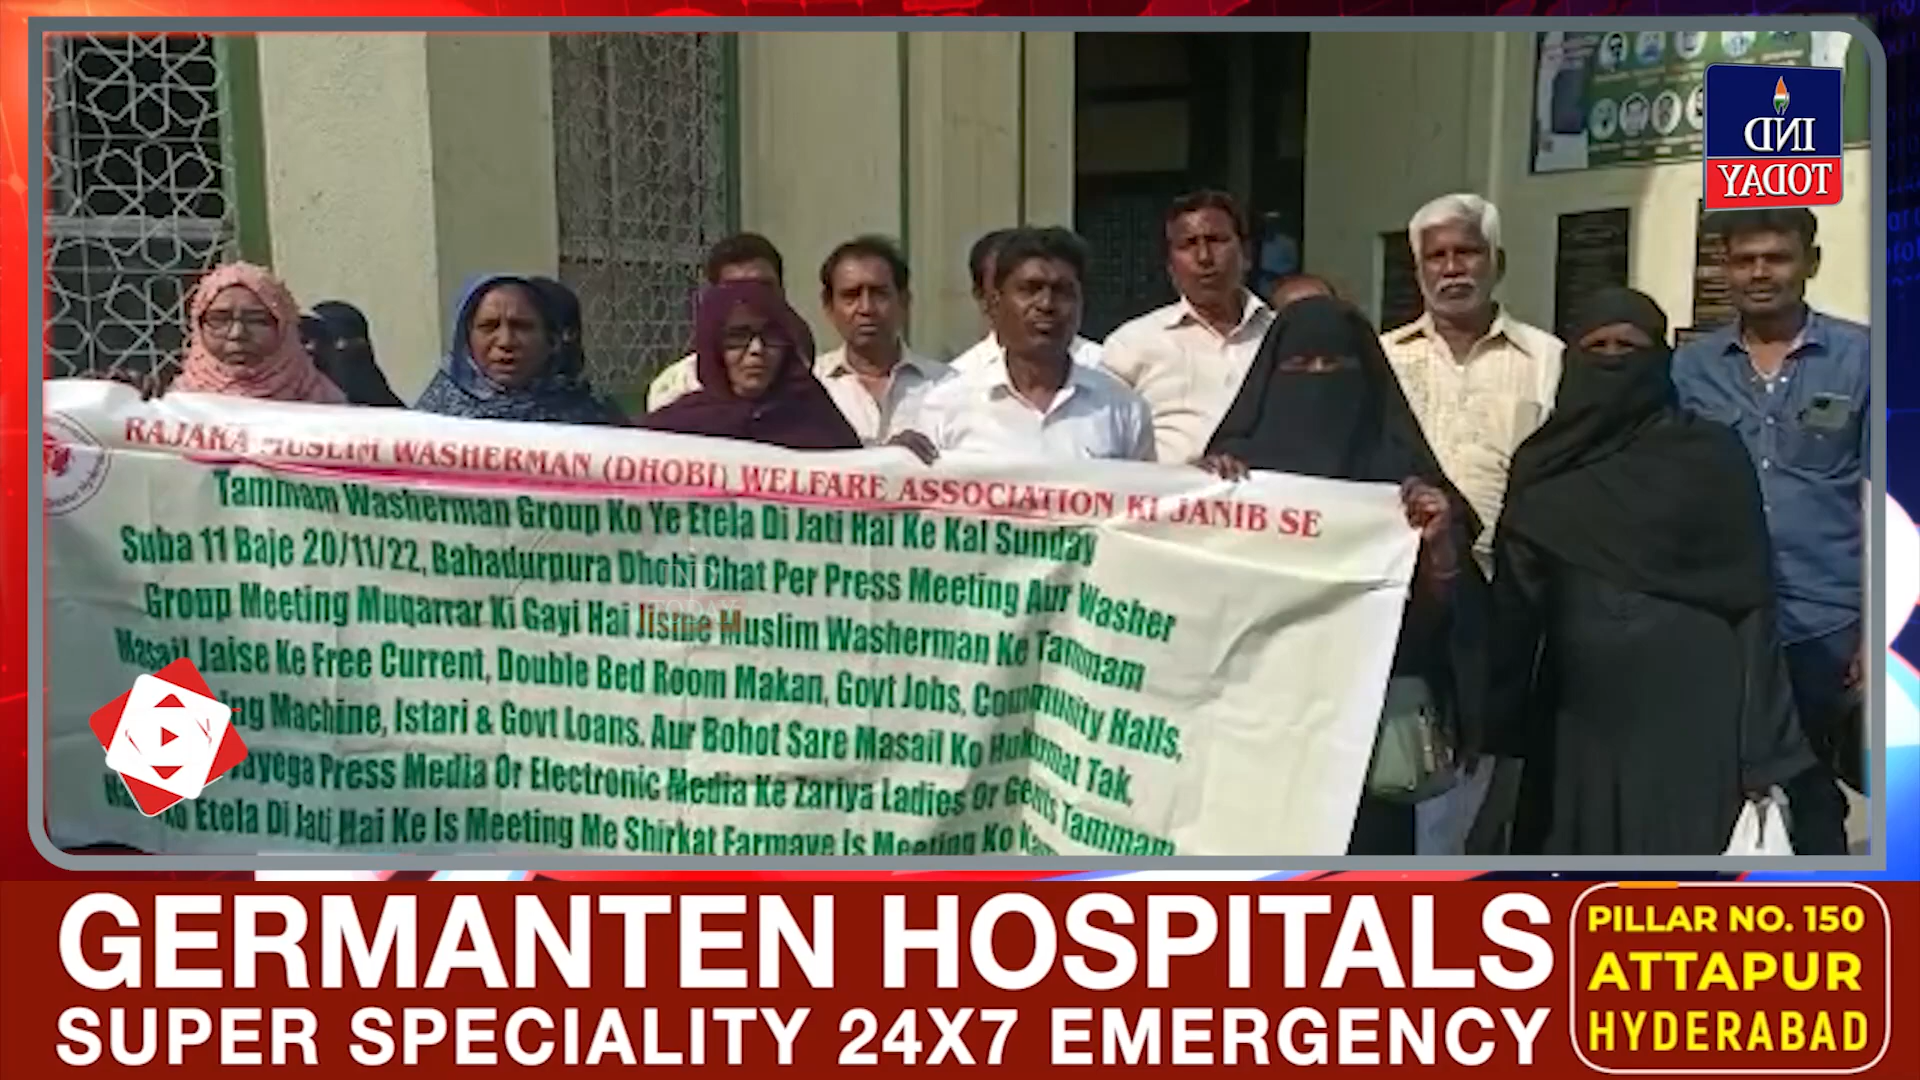 IND
TODAY
RAJAKA MUSLIM WASHERMAN (DHOBI) WELFARE ASSOCIATION KI JANIB SE
Tammam Washerman Group Ko Ye Etela Di Jati Hai Ke Kal Sunday
Suba 11 Baje 20/11/22, Bahadurpura Dhobi Ghat Per Press Meeting Aur Washer
Group Meeting Muqarrar Ki Gayi Hai Jisme Muslim Washerman Ke Tammam
Masail Jaise Ke Free Current, Double Bed Room Makan, Govt Jobs, Community Halls,
Machine, Istari & Govt Loans. Aur Bohot Sare Masail Ko Hukumat Tak,
Jayega Press Media Or Electronic Media Ke Zariya Ladies Or Gents Tammam
Ko Etela Di Jati Hai Ke Is Meeting Me Shirkat Farmaye Is Meeting Ko
GERMANTEN HOSPITALS
SUPER SPECIALITY 24X7 EMERGENCY
PILLAR NO. 150
ATTAPUR
HYDERABAD